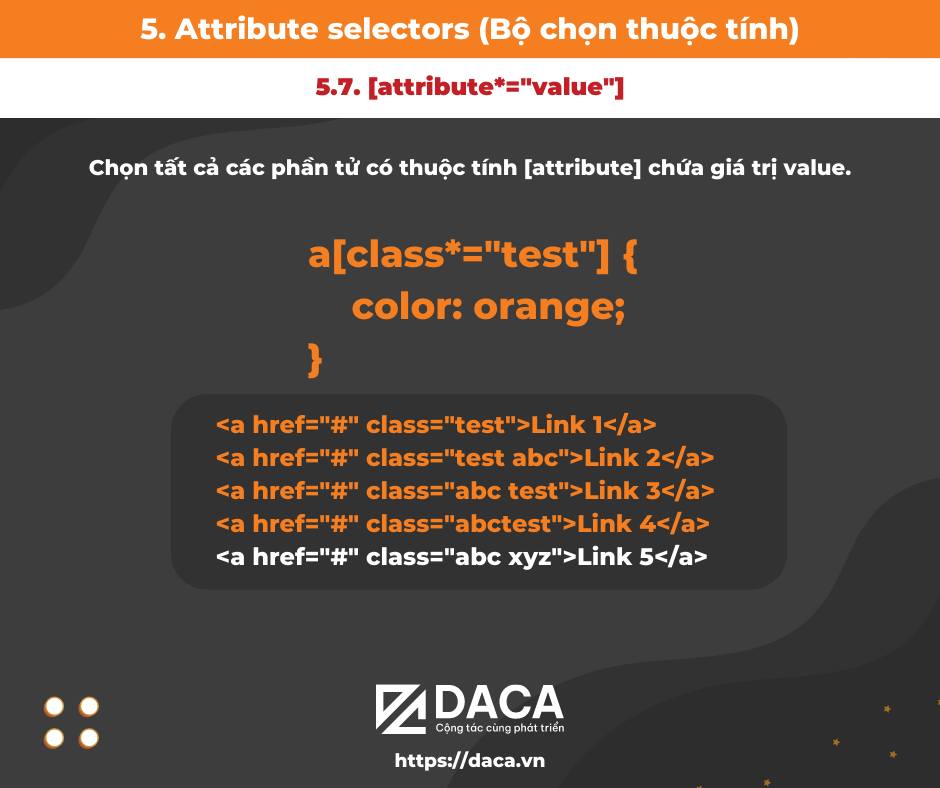 5. Attribute selectors (Bộ chọn thuộc tính)
5.7. [attribute*="value"]
Chọn tất cả các phần tử có thuộc tính [attribute] chứa giá trị value.
a[class*="test"] {
color: orange;
}
<a href="#" class="test">Link 1</a>
<a href="#" class="test abc">Link 2</a>
<a href="#" class="abc test">Link 3</a>
<a href="#" class="abctest">Link 4</a>
<a href="#" class="abc xyz">Link 5</a>
DACA
Cộng tác cùng phát triển
https://daca.vn